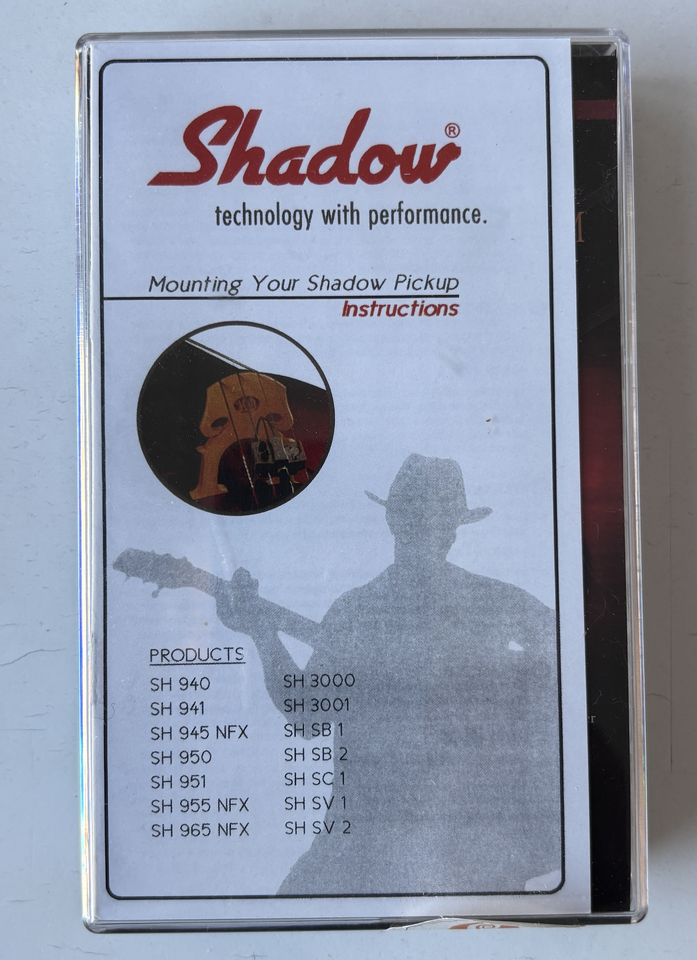 Shadow®
technology with performance.
Mounting Your Shadow Pickup
Instructions
PRODUCTS
SH 940
SH 941
SH 945 NFX
SH 950
SH 951
SH 955 NFX
SH 965 NFX
SH 3000
SH 3001
SH SB 1
SH SB 2
SH SC 1
SH SV 1
SH SV 2